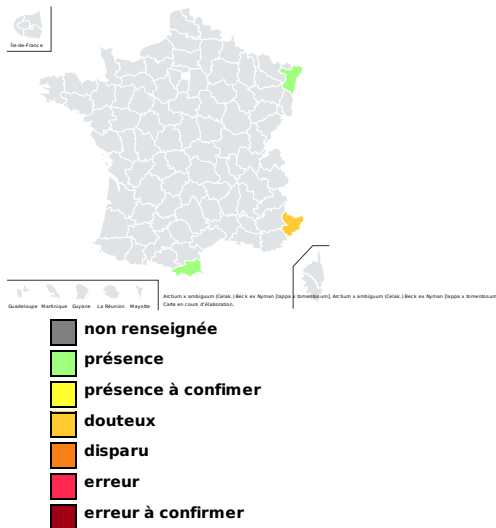 Île-de-France
Guadeloupe Martinique Guyane La Réunion Mayotte
Arctium x ambiguum (Celak.) Beck ex Nyman [lappa x tomentosum], Arctium x ambiguum (Celak.) Beck ex Nyman [lappa x tomentosum]
Carte en cours d'élaboration.
non renseignée
présence
présence à confimer
douteux
disparu
erreur
erreur à confirmer